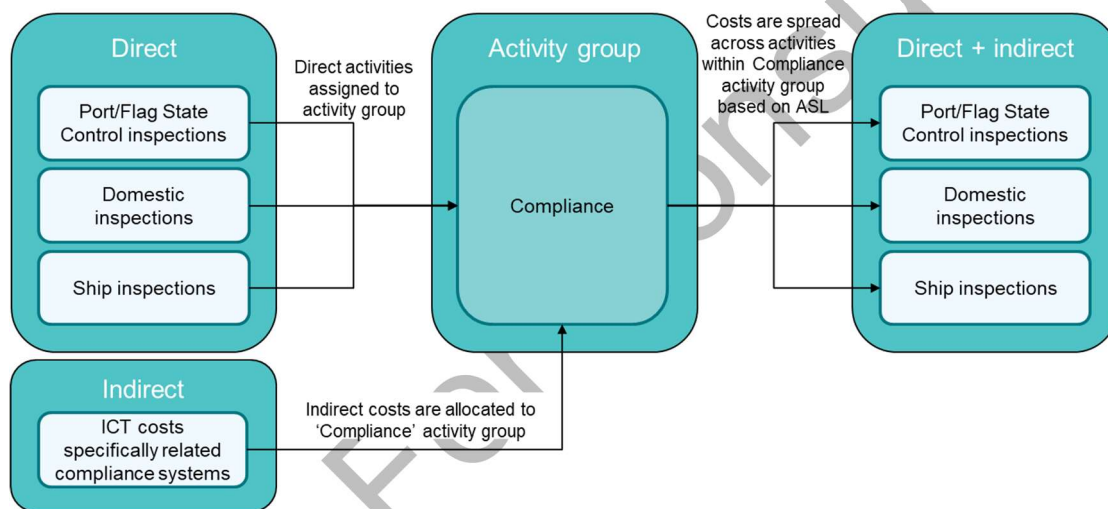 Direct
Port/Flag State
Control inspections
Domestic
inspections
Ship inspections
Direct activities
assigned to
activity group
Activity group
Compliance
Costs are spread
across activities
within Compliance
activity group
based on ASL
Direct + indirect
Port/Flag State
Control inspections
Domestic
inspections
Ship inspections
Indirect
ICT costs
specifically related
compliance systems
Indirect costs are allocated to
‘Compliance’ activity group
For